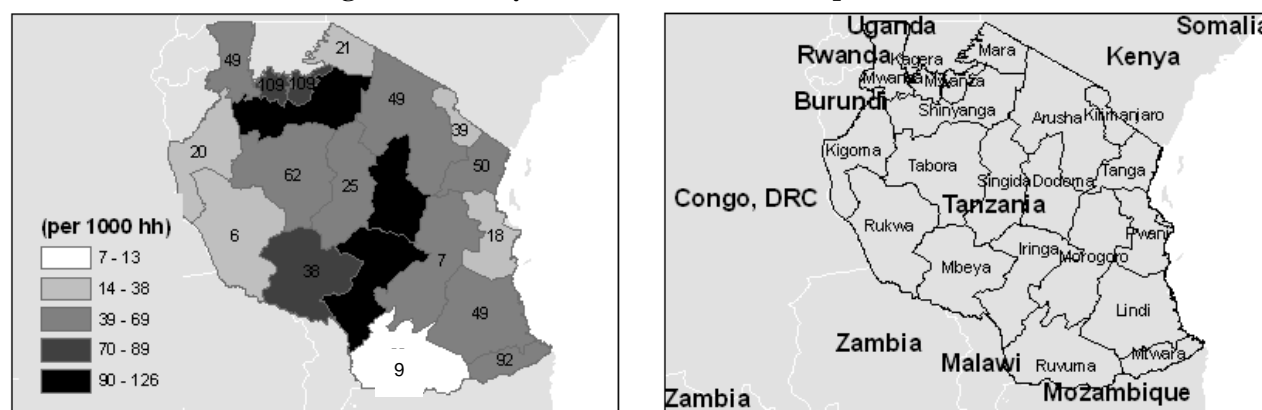 21
49
109
109
49
39
20
50
62
25
(per 1000 hh)
6
18
7 - 13
7
38
14 - 38
39 - 69
49
70 - 89
92
90 - 126
9
Uganda
Somalia
Rwanda
Mara
Kenya
Kagera
Mwanza
Mwanza
Burundi
Shinyanga
Arusha
Kilimanjaro
Kigoma
Tabora
Tanga
Singida
Dodoma
Congo, DRC
Tanzania
Rukwa
Pwani
Iringa
Morogoro
Mbeya
Lindi
Zambia
Malawi
Mtwara
Ruvuma
Mozambique
Zambia